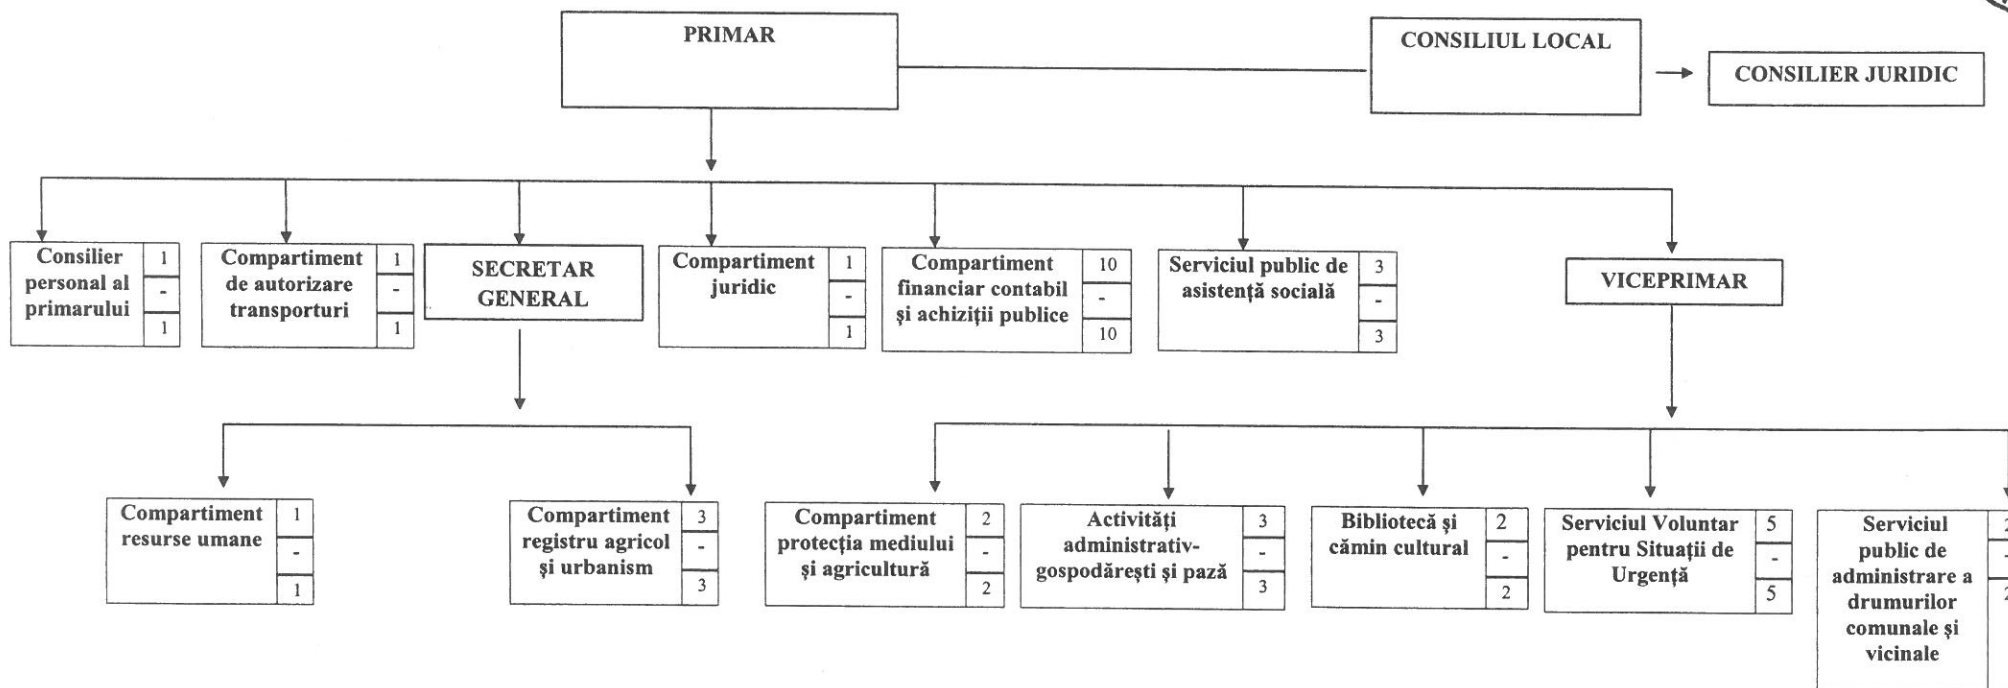 PRIMAR
CONSILIUL LOCAL
CONSILIER JURIDIC
Consilier
personal al
primarului
1
-
1
Compartiment
de autorizare
transporturi
1
-
1
SECRETAR
GENERAL
Compartiment
juridic
1
-
1
Compartiment
financiar contabil
și achiziții publice
10
-
10
Serviciul public de
asistență socială
3
-
3
VICEPRIMAR
Compartiment
resurse umane
1
-
1
Compartiment
registru agricol
și urbanism
3
-
3
Compartiment
protecția mediului
și agricultură
2
-
2
Activități
administrativ-
gospodărești și pază
3
-
3
Bibliotecă și
cămin cultural
2
-
2
Serviciul Voluntar
pentru Situații de
Urgență
5
-
5
Serviciul
public de
administrare a
drumurilor
comunale și
vicinale
2
-
2